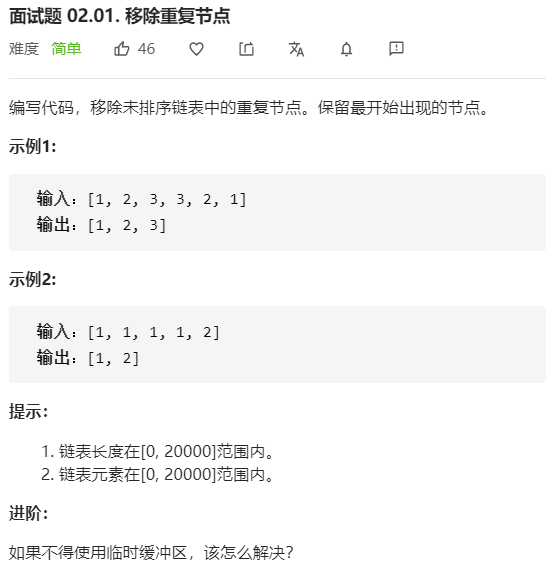 面试题 02.01. 移除重复节点
难度 简单 46
编写代码，移除未排序链表中的重复节点。保留最开始出现的节点。
示例1:
输入：[1, 2, 3, 3, 2, 1]
输出：[1, 2, 3]
示例2:
输入：[1, 1, 1, 1, 2]
输出：[1, 2]
提示：
1. 链表长度在[0, 20000]范围内。
2. 链表元素在[0, 20000]范围内。
进阶：
如果不得使用临时缓冲区，该怎么解决？